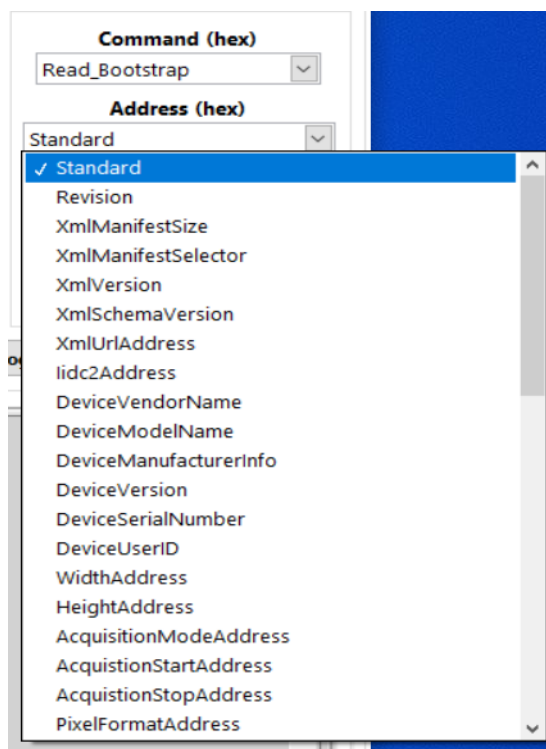 Command (hex)
Read_Bootstrap
Address (hex)
Standard
Standard
Revision
XmlManifestSize
XmlManifestSelector
XmlVersion
XmlSchemaVersion
XmlUrlAddress
Iidc2Address
DeviceVendorName
DeviceModelName
DeviceManufacturerInfo
DeviceVersion
DeviceSerialNumber
DeviceUserID
WidthAddress
HeightAddress
AcquisitionModeAddress
AcquistionStartAddress
AcquistionStopAddress
PixelFormatAddress